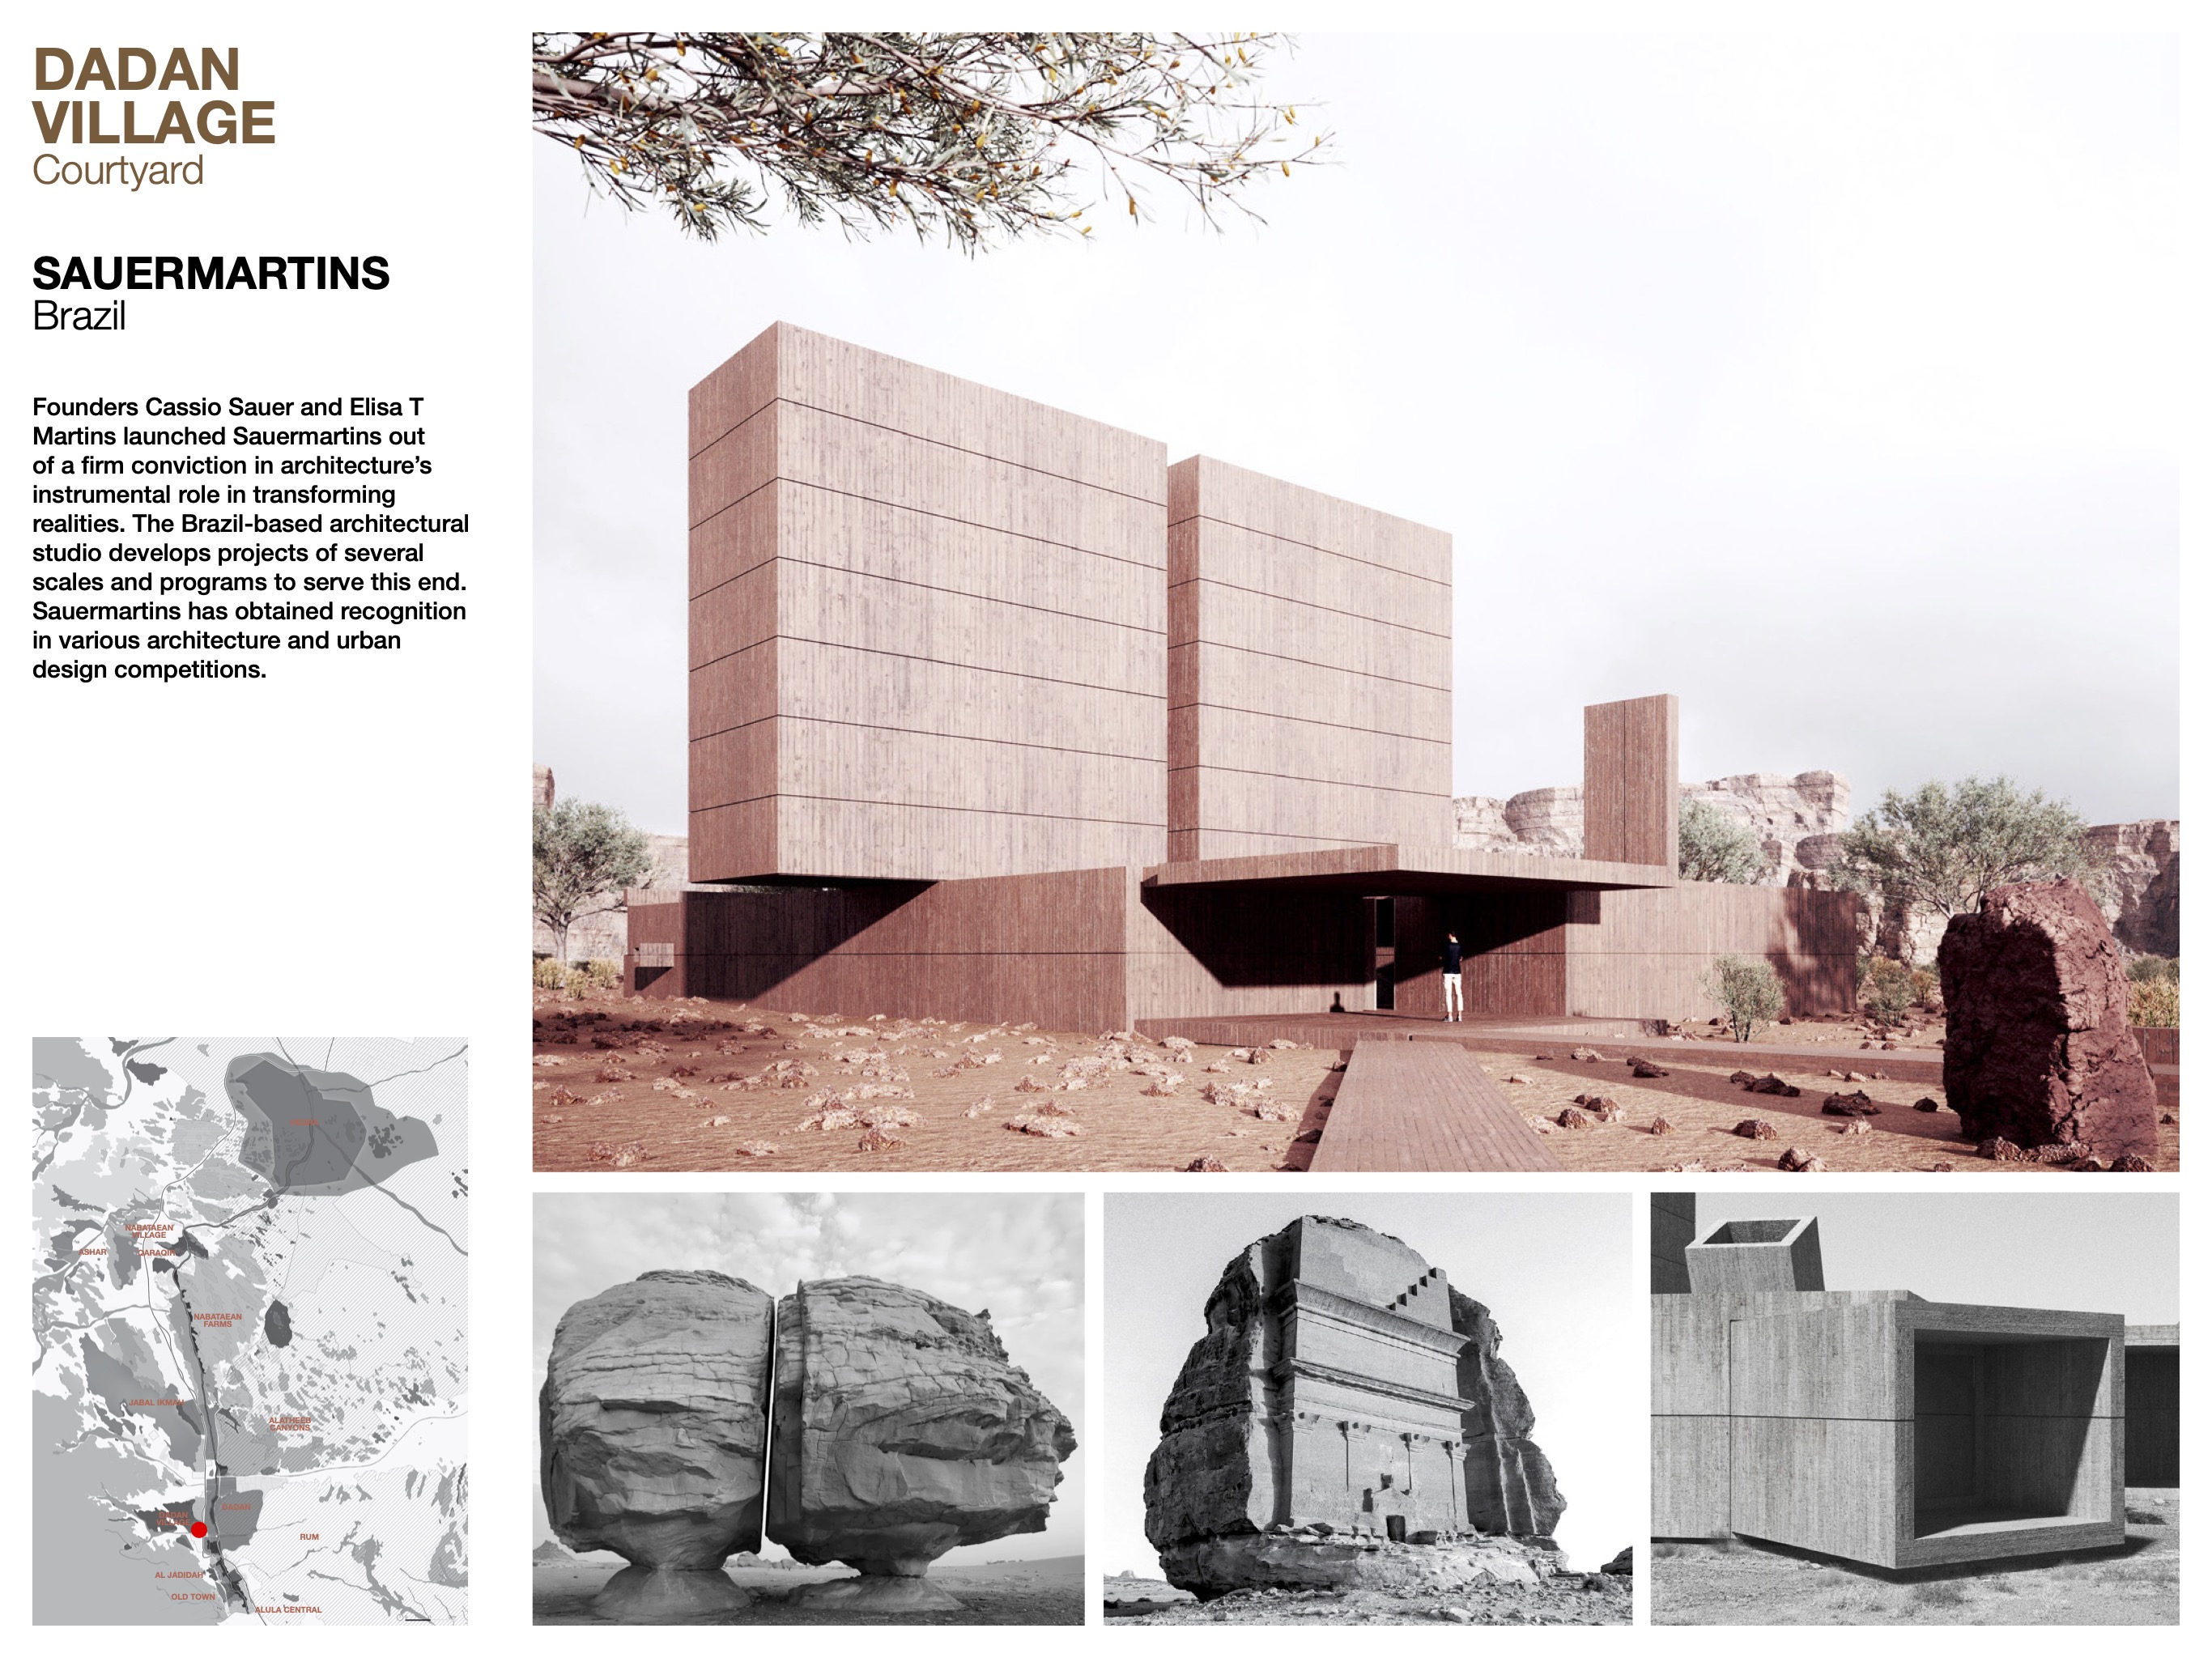 DADAN
VILLAGE
Courtyard
SAUERMARTINS
Brazil
Founders Cassio Sauer and Elisa T
Martins launched Sauermartins out
of a firm conviction in architecture’s
instrumental role in transforming
realities. The Brazil-based architectural
studio develops projects of several
scales and programs to serve this end.
Sauermartins has obtained recognition
in various architecture and urban
design competitions.
NABATAEAN
VILLAGE
ASHAR
QARAQIR
NABATAEAN
FARMS
JABAL IKMAH
ALATHEEB
CANYONS
DADAN
DADAN
VILLAGE
RUM
AL JADIDAH
OLD TOWN
ALULA CENTRAL